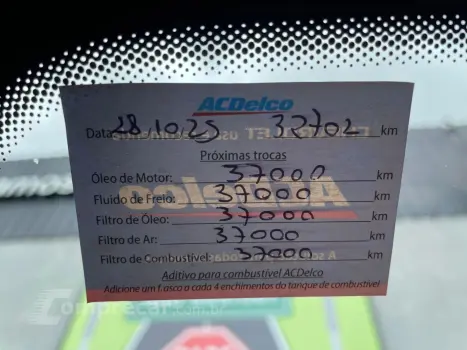 ACDelco
Data: 28/10/25 32702 km
Próximas trocas
Óleo de Motor: 37000 km
Fluido de Freio: 37000 km
Filtro de Óleo: 37000 km
Filtro de Ar: 37000 km
Filtro de Combustível: 37000 km
Aditivo para combustível ACDelco
Adicione um frasco a cada 4 enchimentos do tanque de combustível